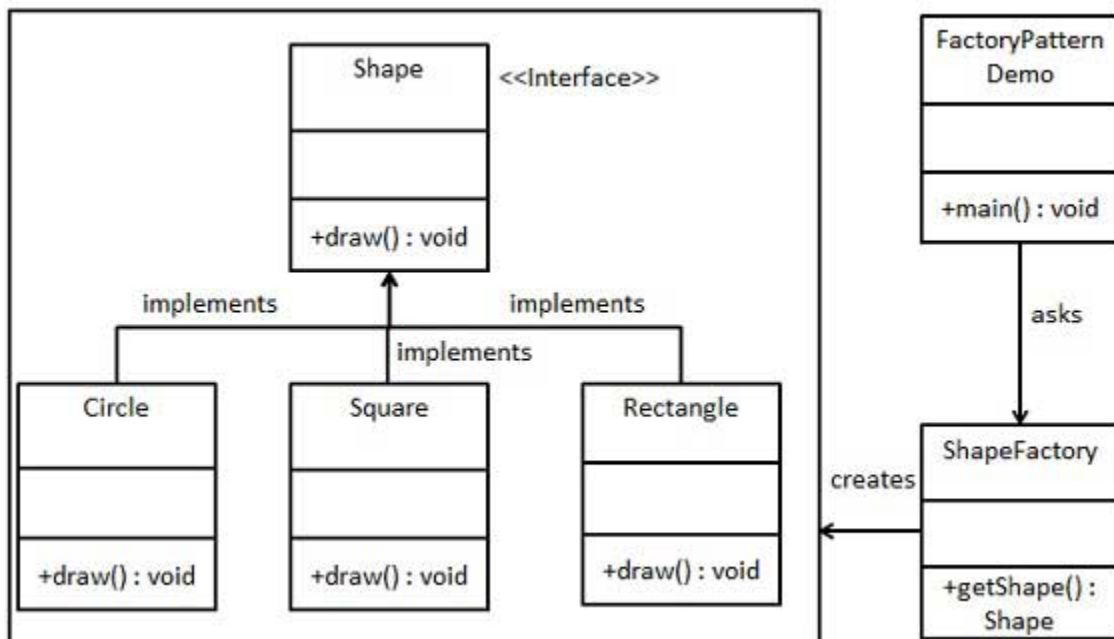 Shape
<<Interface>>
+draw() : void
implements
implements
implements
Circle
+draw() : void
Square
+draw() : void
Rectangle
+draw() : void
FactoryPattern
Demo
+main() : void
asks
ShapeFactory
+getShape() :
Shape
creates